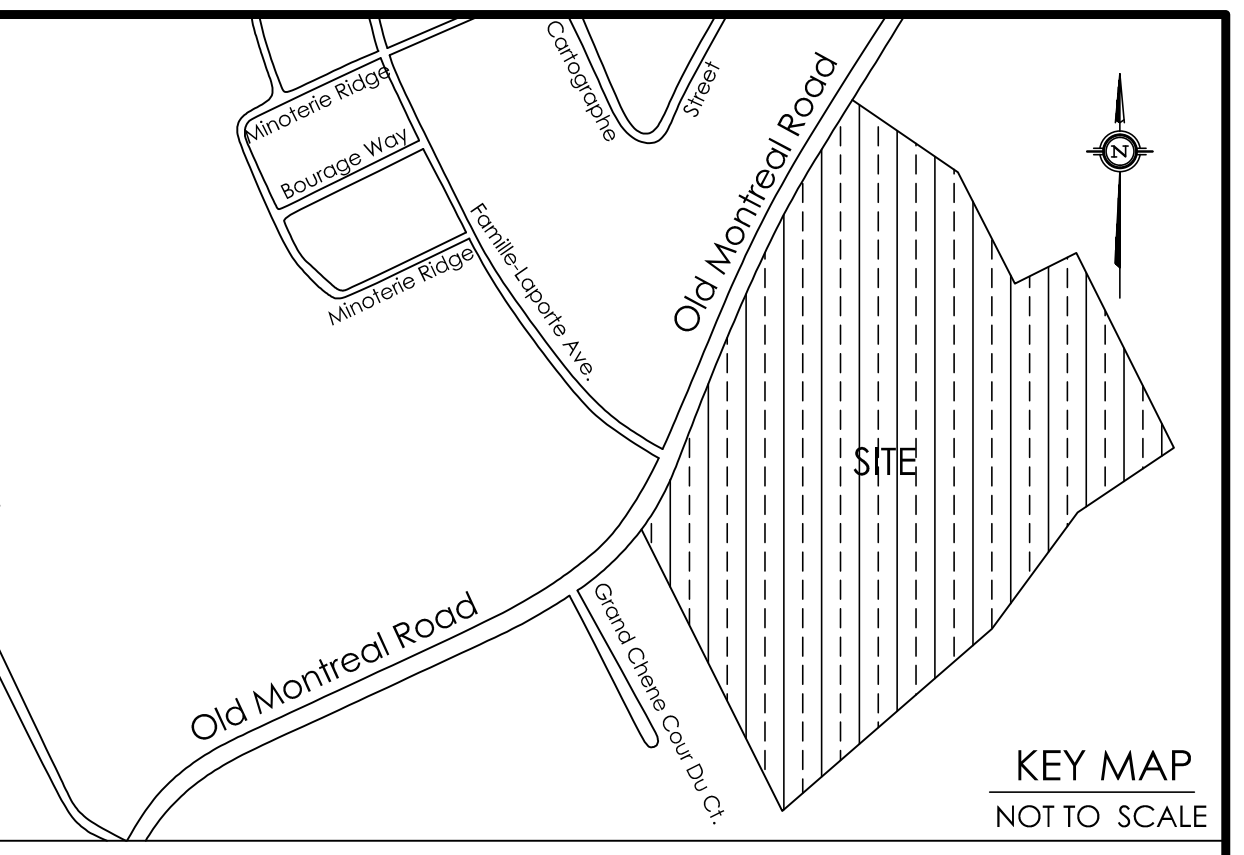 Cartographe
Street
Minoterie Ridge
Old Montreal Road
N
Bourage Way
Famille-Laporte Ave.
Minoterie Ridge
SITE
Grand Chene Cour Du Ct.
Old Montreal Road
KEY MAP
NOT TO SCALE